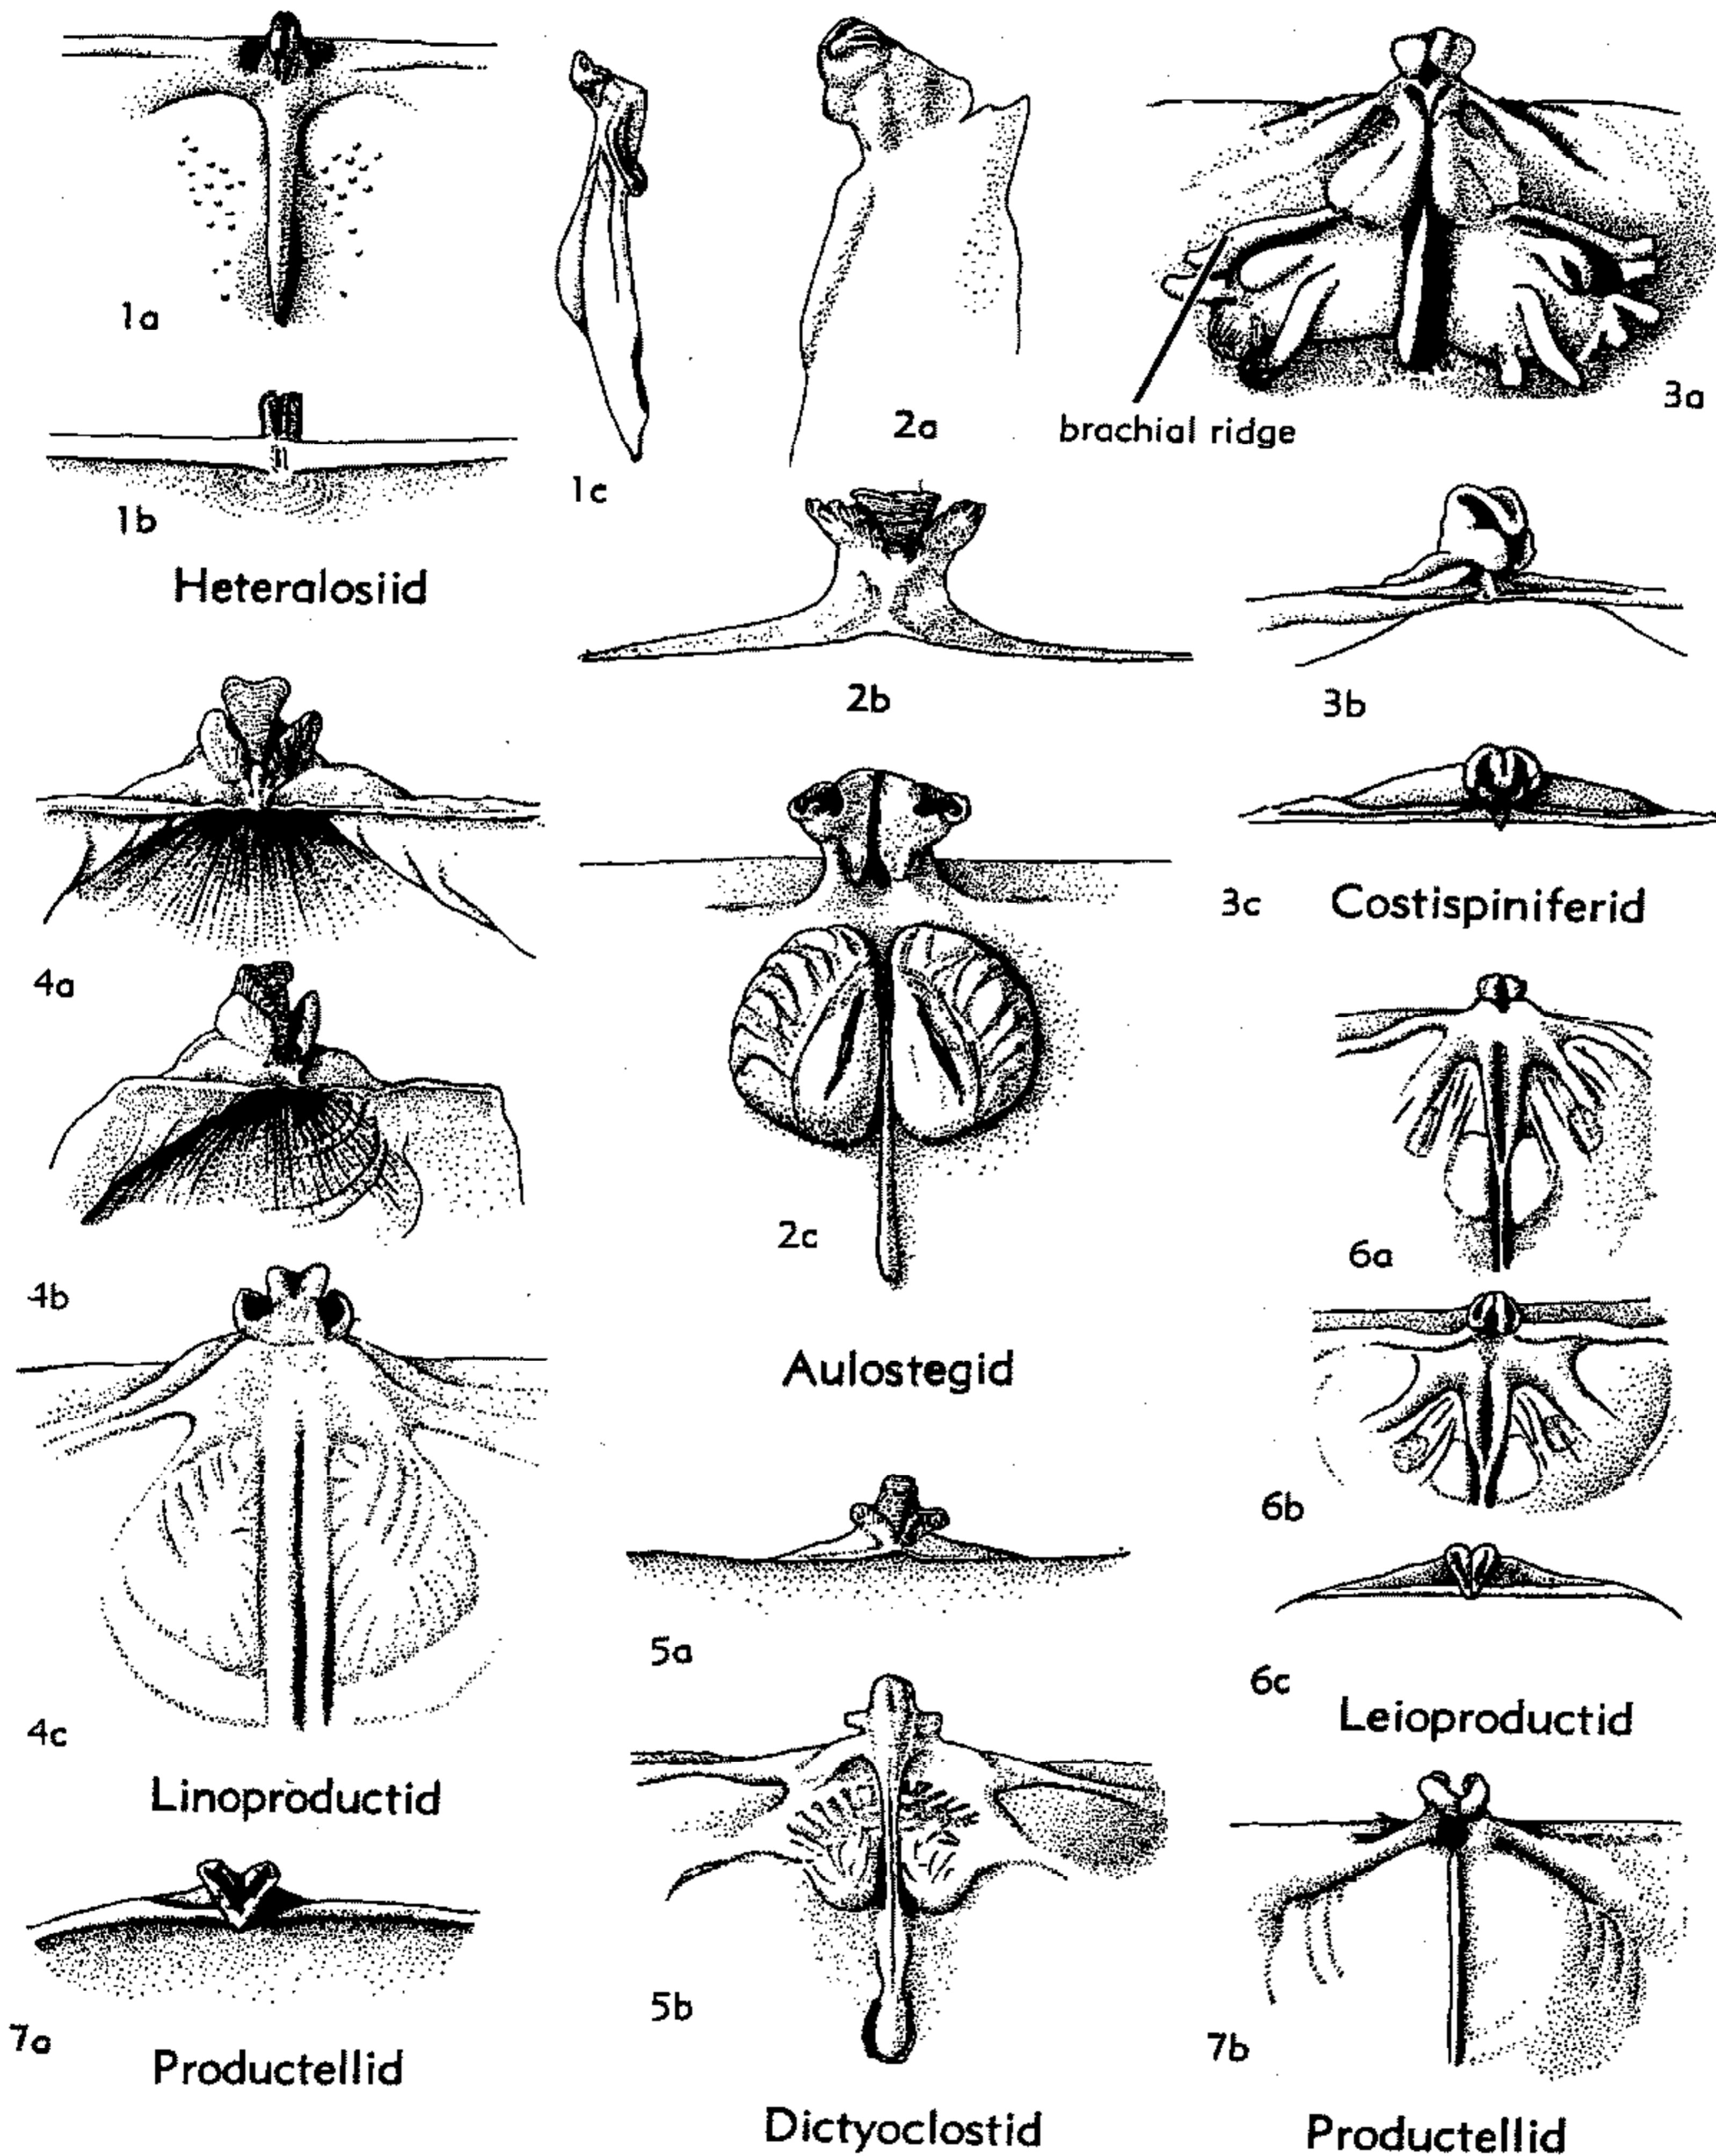 1a
1b
1c
Heteralosiid
2a
2b
2c
Aulostegid
3a
brachial ridge
3b
3c
Costispiniferid
4a
4b
4c
Linoproductid
5a
5b
Dictyoclostid
6a
6b
6c
Leioproductid
7a
Productellid
7b
Productellid